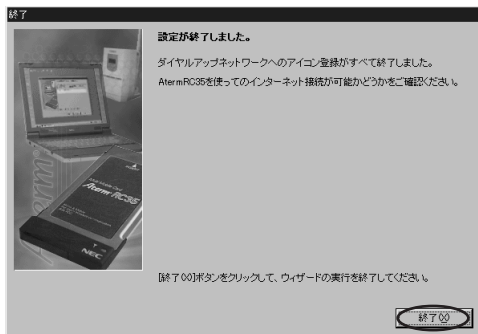 終了
設定が終了しました。
ダイヤルアップネットワークへのアイコン登録がすべて終了しました。
AtermRC35を使ってのインターネット接続が可能かどうかをご確認ください。
Aterm RC35
NEC
[終了(X)]ボタンをクリックして、ウィザードの実行を終了してください。
終了(X)